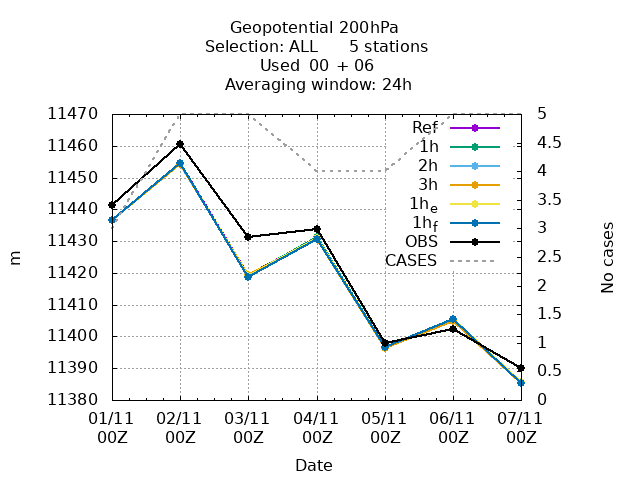 Geopotential 200hPa
Selection: ALL 5 stations
Used 00 + 06
Averaging window: 24h
11470
11460
11450
11440
11430
11420
11410
11400
11390
11380
m
5
4.5
4
3.5
3
2.5
2
1.5
1
0.5
0
No cases
Ref
1h
2h
3h
1he
1hf
OBS
CASES
01/11 02/11 03/11 04/11 05/11 06/11 07/11
00Z 00Z 00Z 00Z 00Z 00Z 00Z
Date